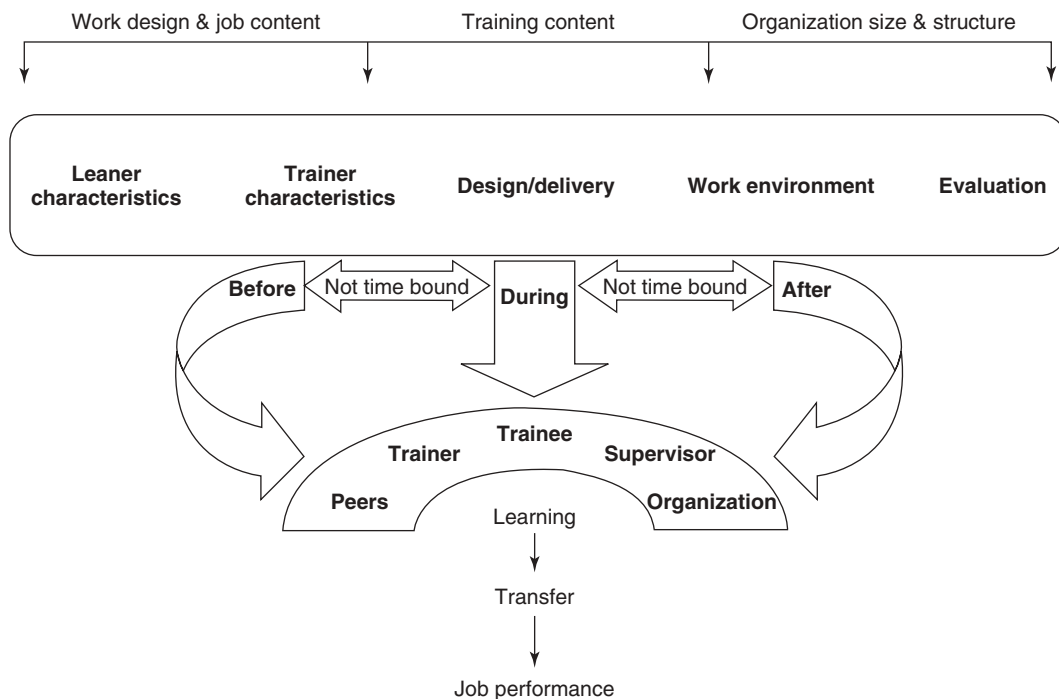 Work design & job content
Training content
Organization size & structure
Leaner
characteristics
Trainer
characteristics
Design/delivery
Work environment
Evaluation
Before
Not time bound
During
Not time bound
After
Trainee
Trainer
Supervisor
Peers
Organization
Learning
Transfer
Job performance